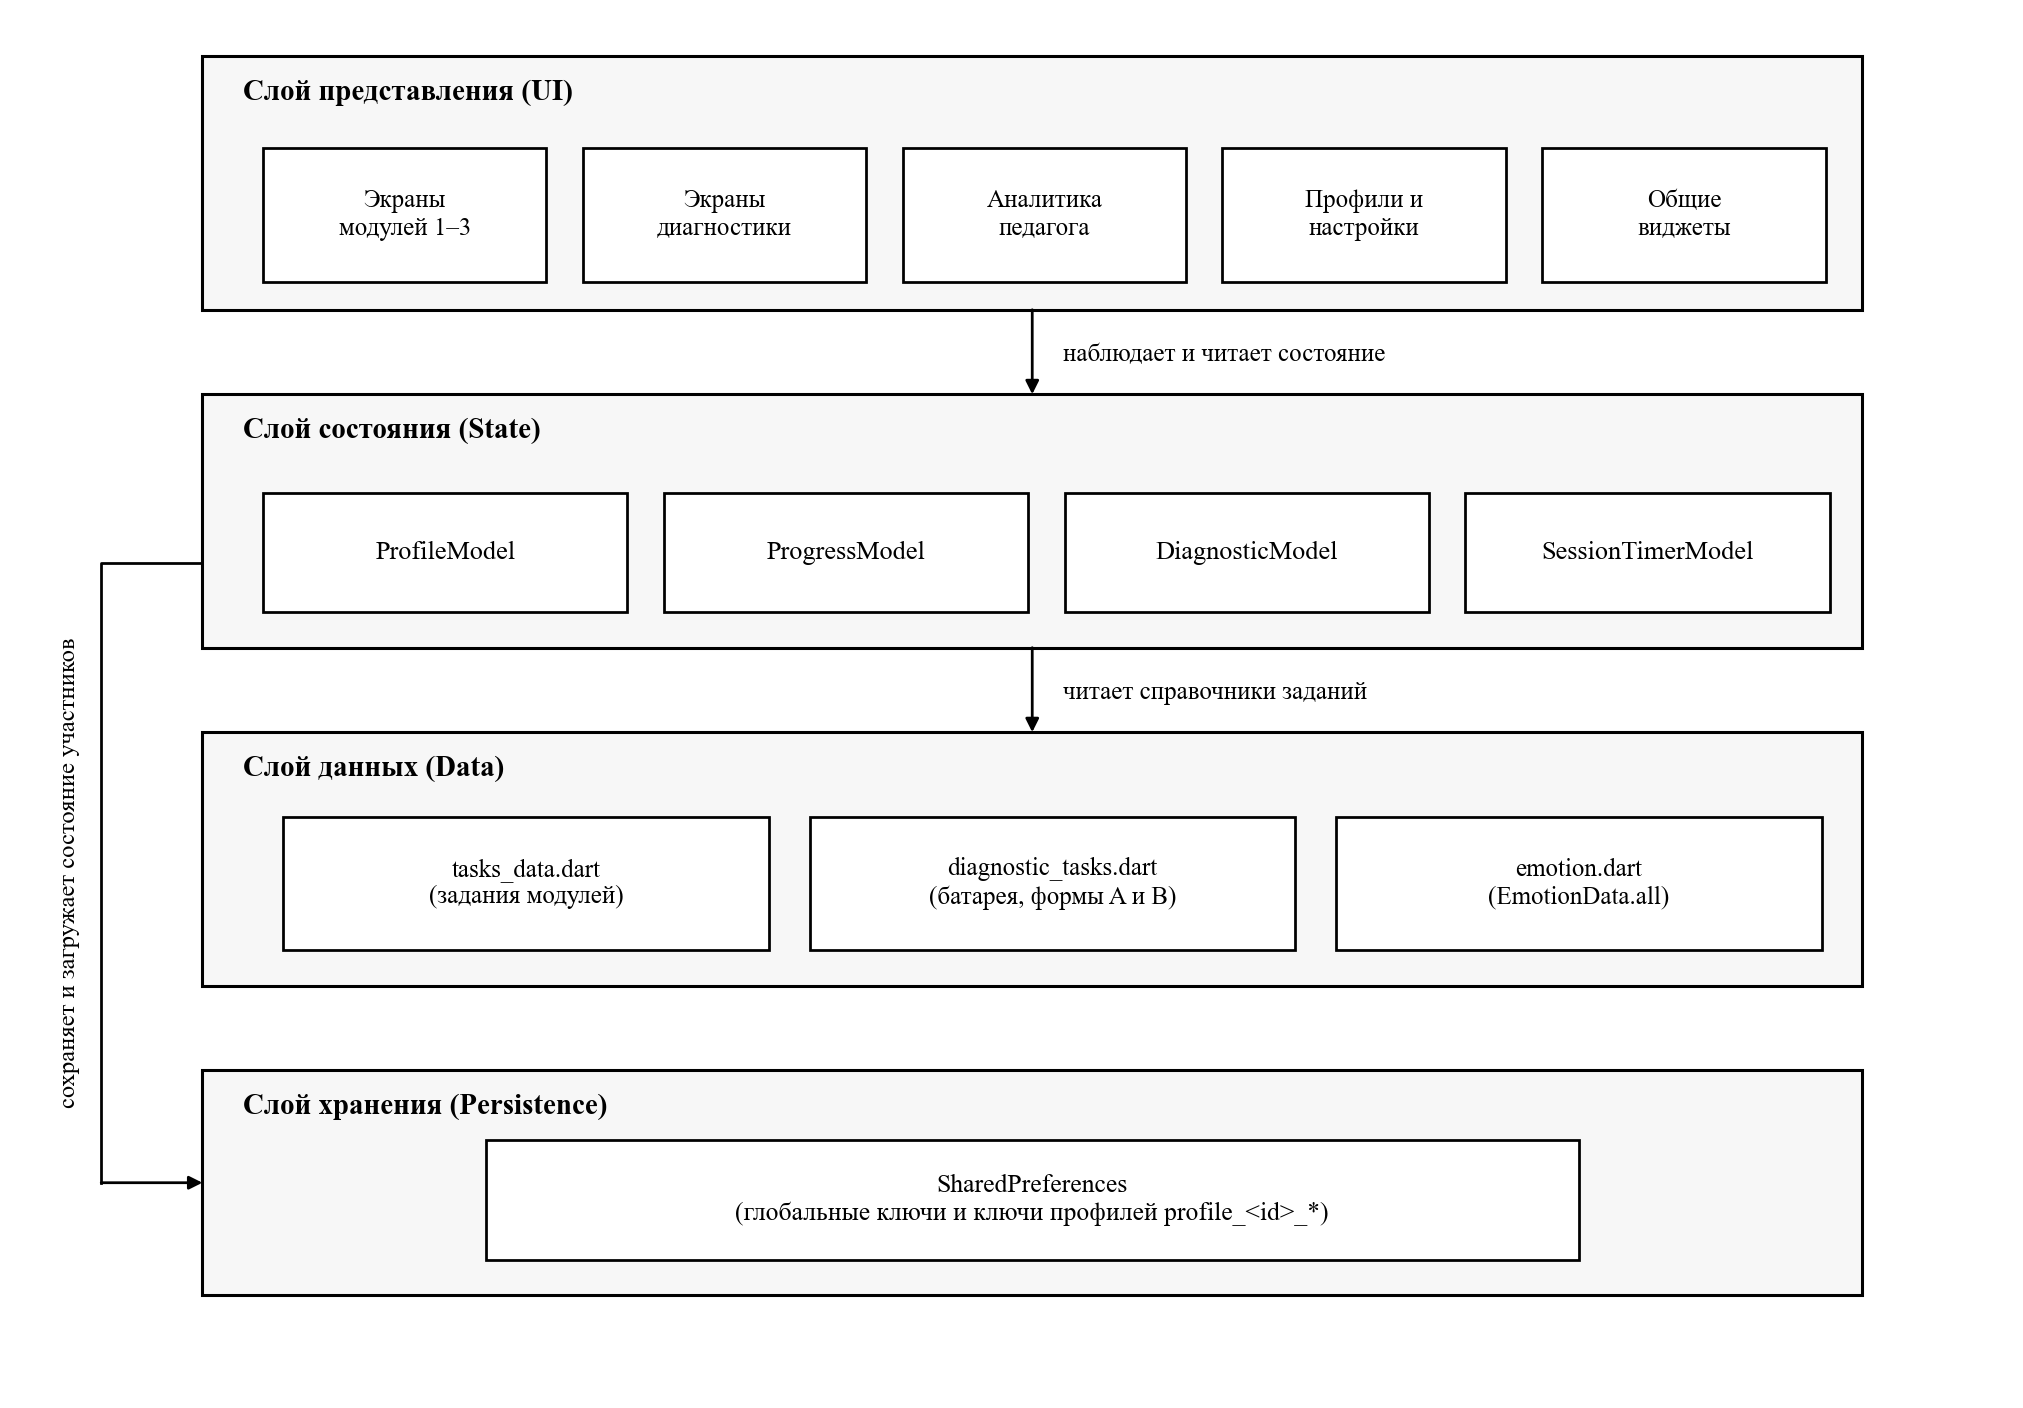 Слой представления (UI)
Экраны
модулей 1–3
Экраны
диагностики
Аналитика
педагога
Профили и
настройки
Общие
виджеты
наблюдает и читает состояние
Слой состояния (State)
ProfileModel
ProgressModel
DiagnosticModel
SessionTimerModel
читает справочники заданий
сохраняет и загружает состояние участников
Слой данных (Data)
tasks_data.dart
(задания модулей)
diagnostic_tasks.dart
(батарея, формы A и B)
emotion.dart
(EmotionData.all)
Слой хранения (Persistence)
SharedPreferences
(глобальные ключи и ключи профилей profile_<id>_*)